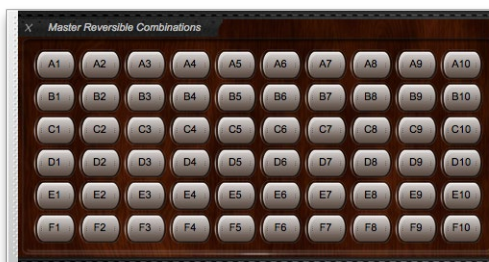 X Master Reversible Combinations
A1 A2 A3 A4 A5 A6 A7 A8 A9 A10
B1 B2 B3 B4 B5 B6 B7 B8 B9 B10
C1 C2 C3 C4 C5 C6 C7 C8 C9 C10
D1 D2 D3 D4 D5 D6 D7 D8 D9 D10
E1 E2 E3 E4 E5 E6 E7 E8 E9 E10
F1 F2 F3 F4 F5 F6 F7 F8 F9 F10